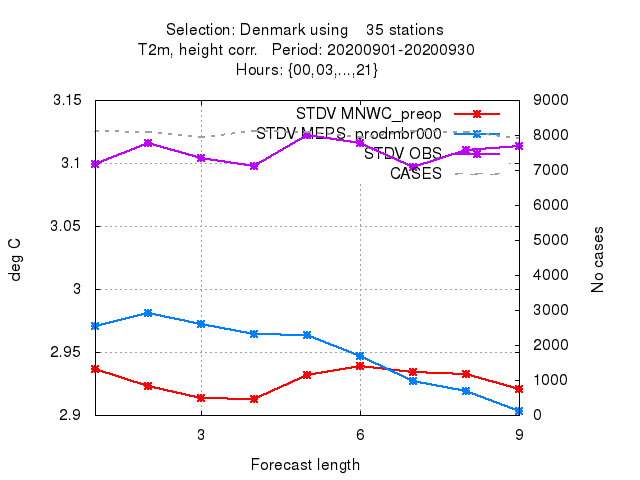 Selection: Denmark using    35 stations
T2m, height corr.   Period: 20200901-20200930
Hours: {00,03,...,21}
STDV MNWC_preop
STDV MEPS_prodmbr000
STDV OBS
CASES
3.15
3.1
3.05
3
2.95
2.9
deg C
9000
8000
7000
6000
5000
4000
3000
2000
1000
0
No cases
3 6 9
Forecast length